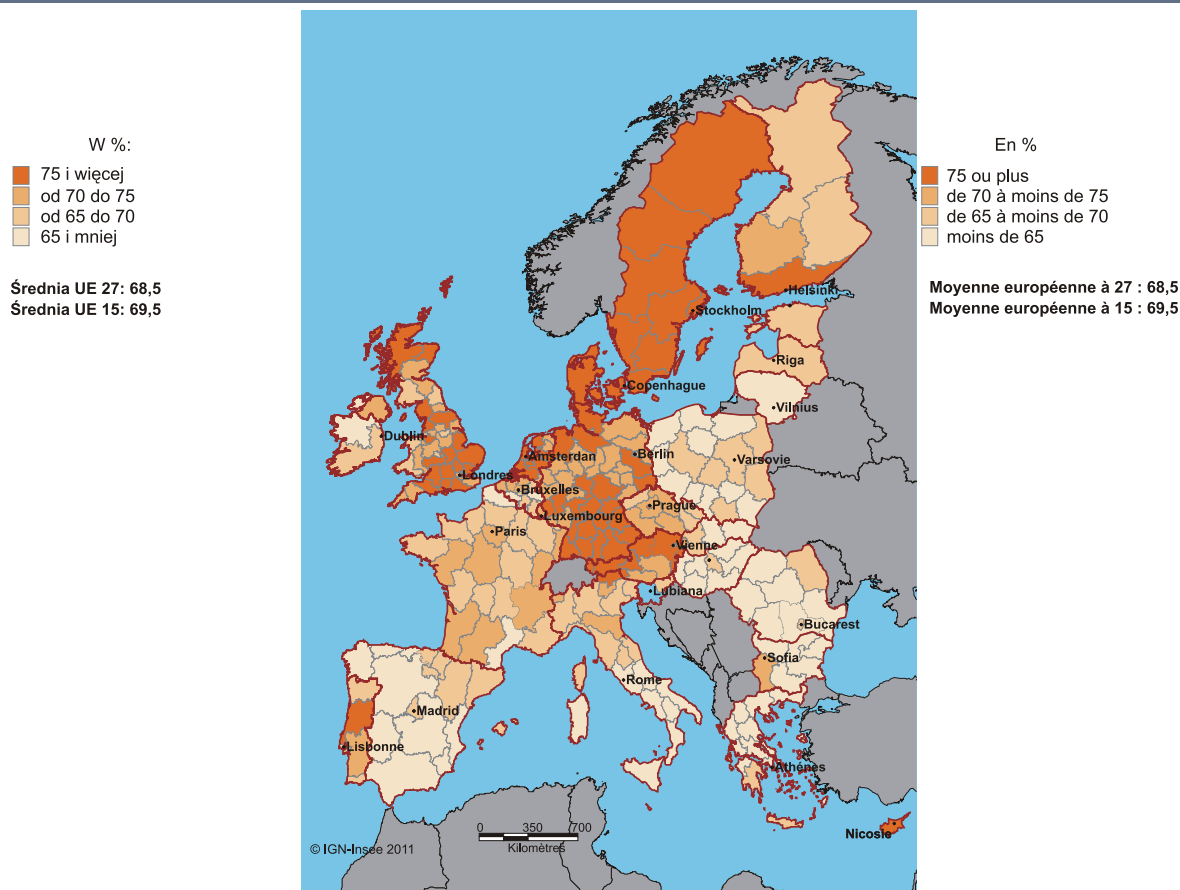 W %:
75 i więcej
od 70 do 75
od 65 do 70
65 i mniej
Średnia UE 27: 68,5
Średnia UE 15: 69,5
En %
75 ou plus
de 70 à moins de 75
de 65 à moins de 70
moins de 65
Moyenne européenne à 27 : 68,5
Moyenne européenne à 15 : 69,5
Helsinki
Stockholm
Riga
Copenhague
Vilnius
Dublin
Amsterdan
Berlin
Varsovie
Londres
Bruxelles
Prague
Luxembourg
Paris
Vienne
Lubiana
Bucarest
Sofia
Rome
Madrid
Lisbonne
Athénes
Nicosie
0 350 700
Kilomètres
© IGN-Insee 2011